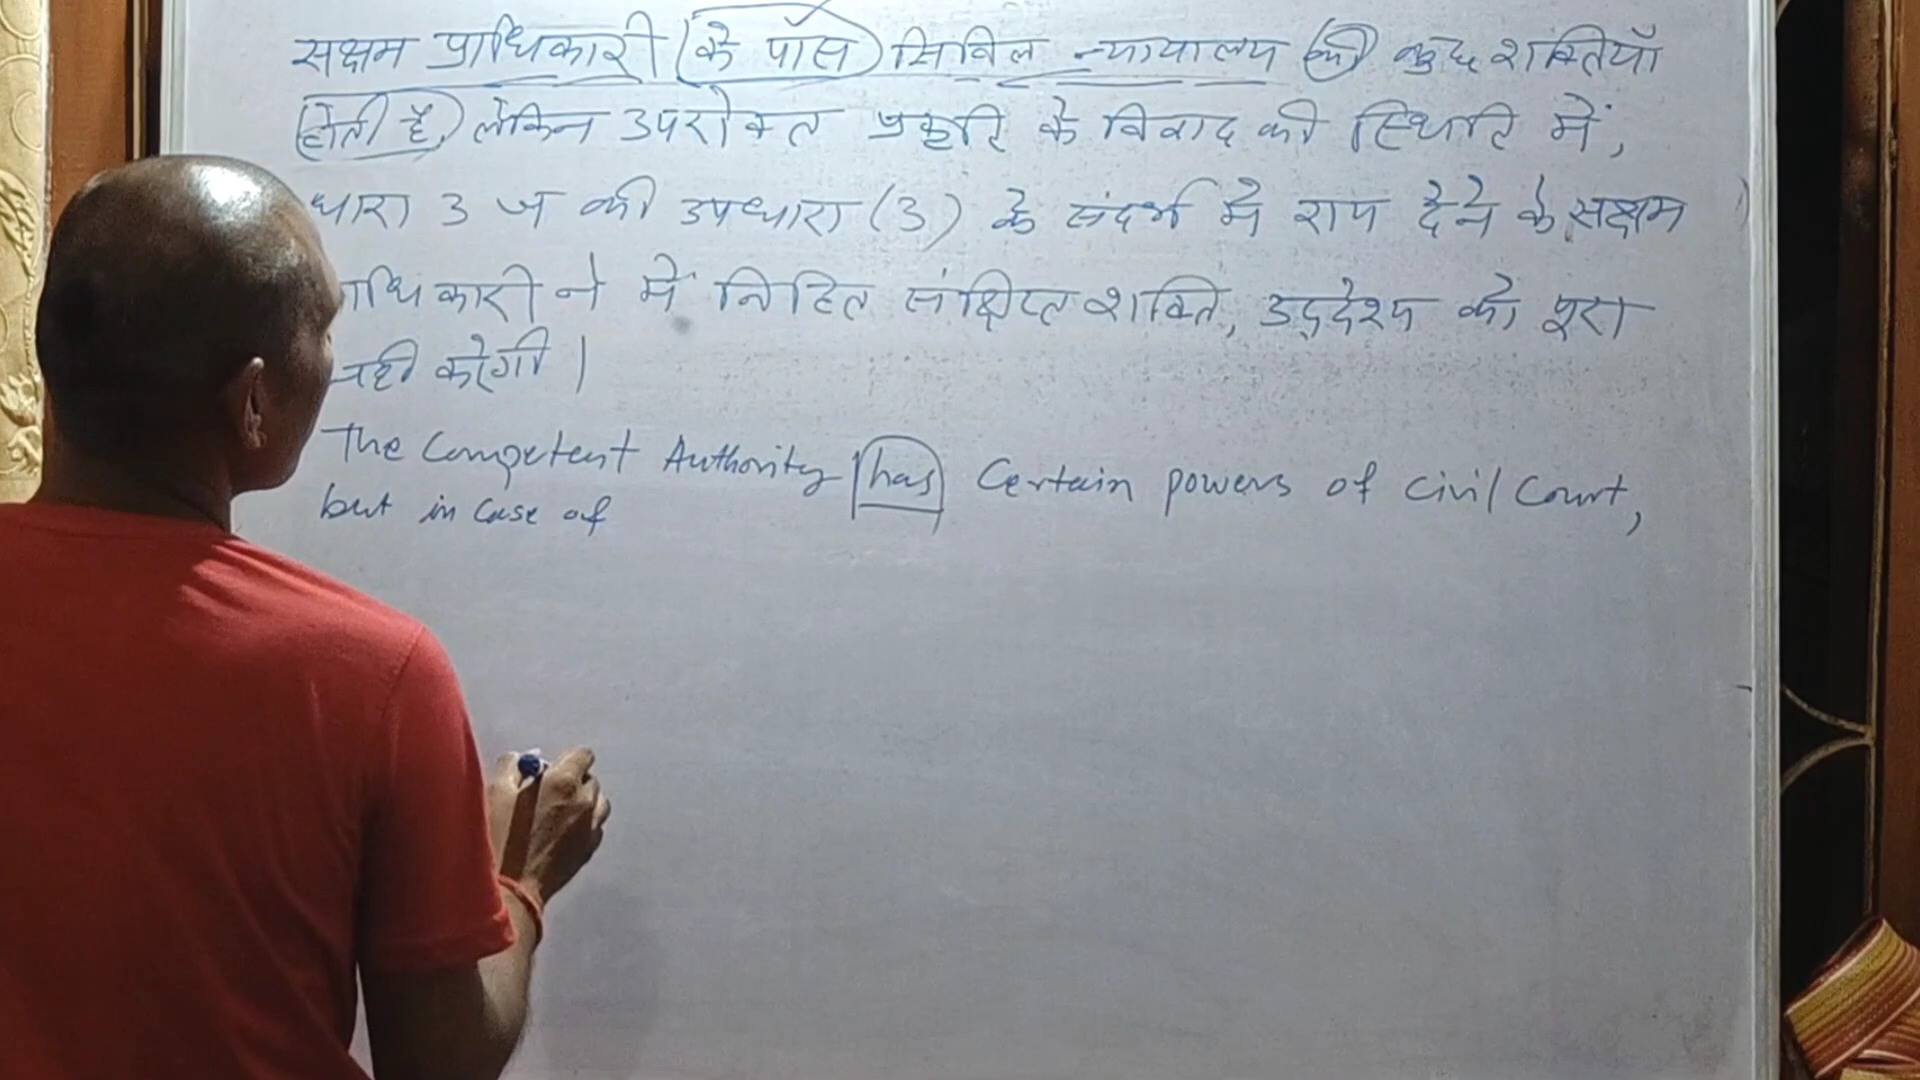 सक्षम प्राधिकारी के पास सिविल न्यायालय की कुछ शक्तियाँ
होती है, लेकिन उपरोक्त प्रकृति के विवाद की स्थिति में,
धारा 3 ज की उपधारा (3) के संदर्भ में राय देने के सक्षम
ाधिकारी ने में निहित संक्षिप्त शक्ति, उद्देश्य को पूरा
नही करेगी।
The Competent Authority has Certain powers of civil Court,
but in case of